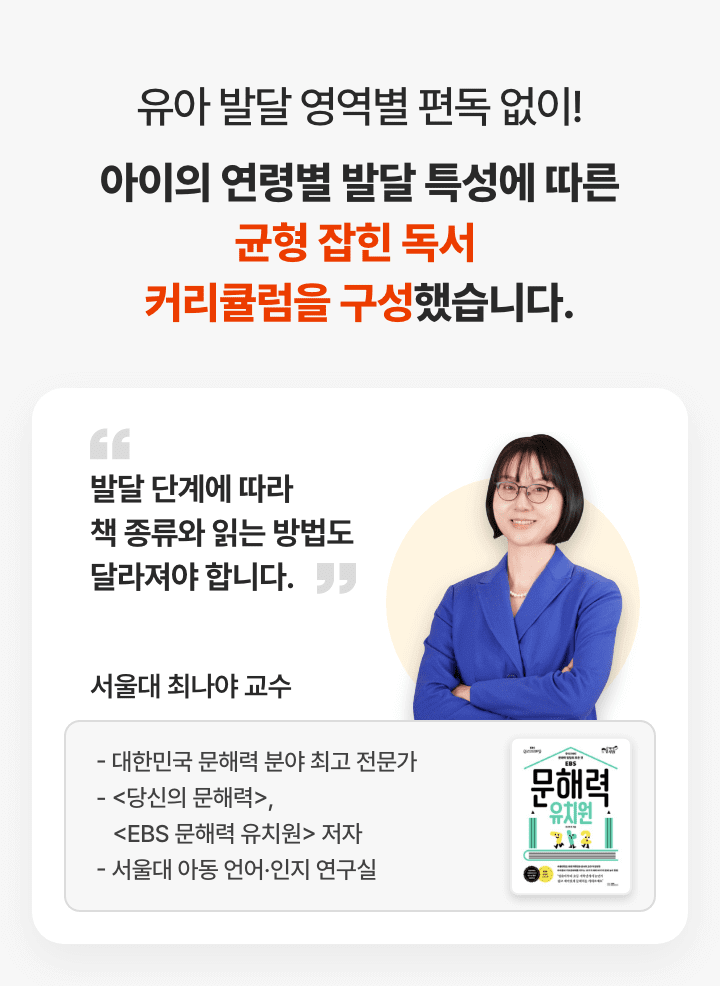 유아 발달 영역별 편독 없이!
아이의 연령별 발달 특성에 따른
균형 잡힌 독서
커리큘럼을 구성했습니다.
“
발달 단계에 따라
책 종류와 읽는 방법도
달라져야 합니다. ”
서울대 최나야 교수
- 대한민국 문해력 분야 최고 전문가
- <당신의 문해력>,
<EBS 문해력 유치원> 저자
- 서울대 아동 언어·인지 연구실
EBS
문해력
유치원